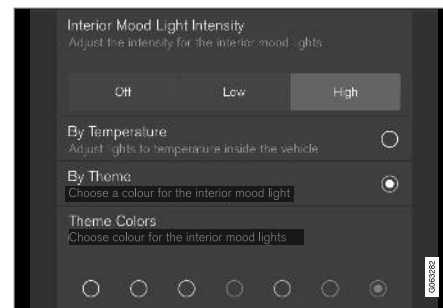 Interior Mood Light Intensity
Adjust the intensity for the interior mood lights
Off Low High
By Temperature
Adjust lights to temperature inside the vehicle
By Theme
Choose a colour for the interior mood light
Theme Colors
Choose colour for the interior mood lights
G063282